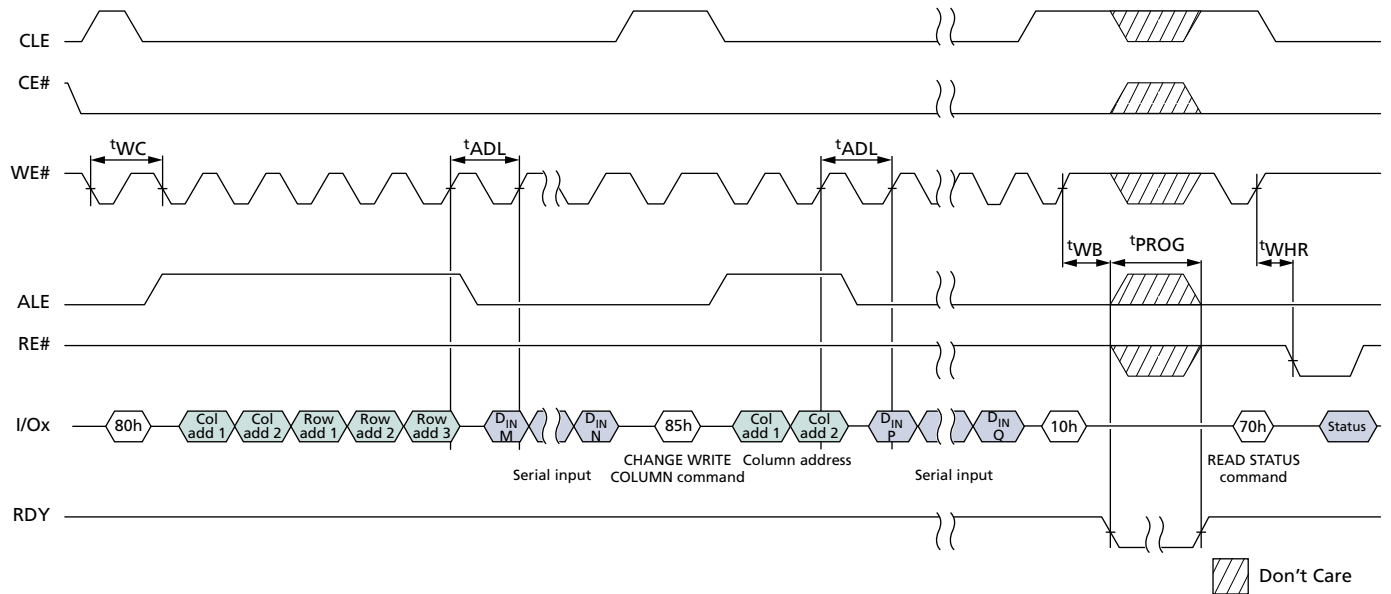 CLE
CE#
tWC
tADL
tADL
WE#
tWB
tPROG
tWHR
ALE
RE#
I/Ox
80h
Col
add 1
Col
add 2
Row
add 1
Row
add 2
Row
add 3
DIN
M
DIN
N
85h
Col
add 1
Col
add 2
DIN
P
DIN
Q
10h
70h
Status
Serial input
CHANGE WRITE
COLUMN command
Column address
Serial input
READ STATUS
command
RDY
Don't Care